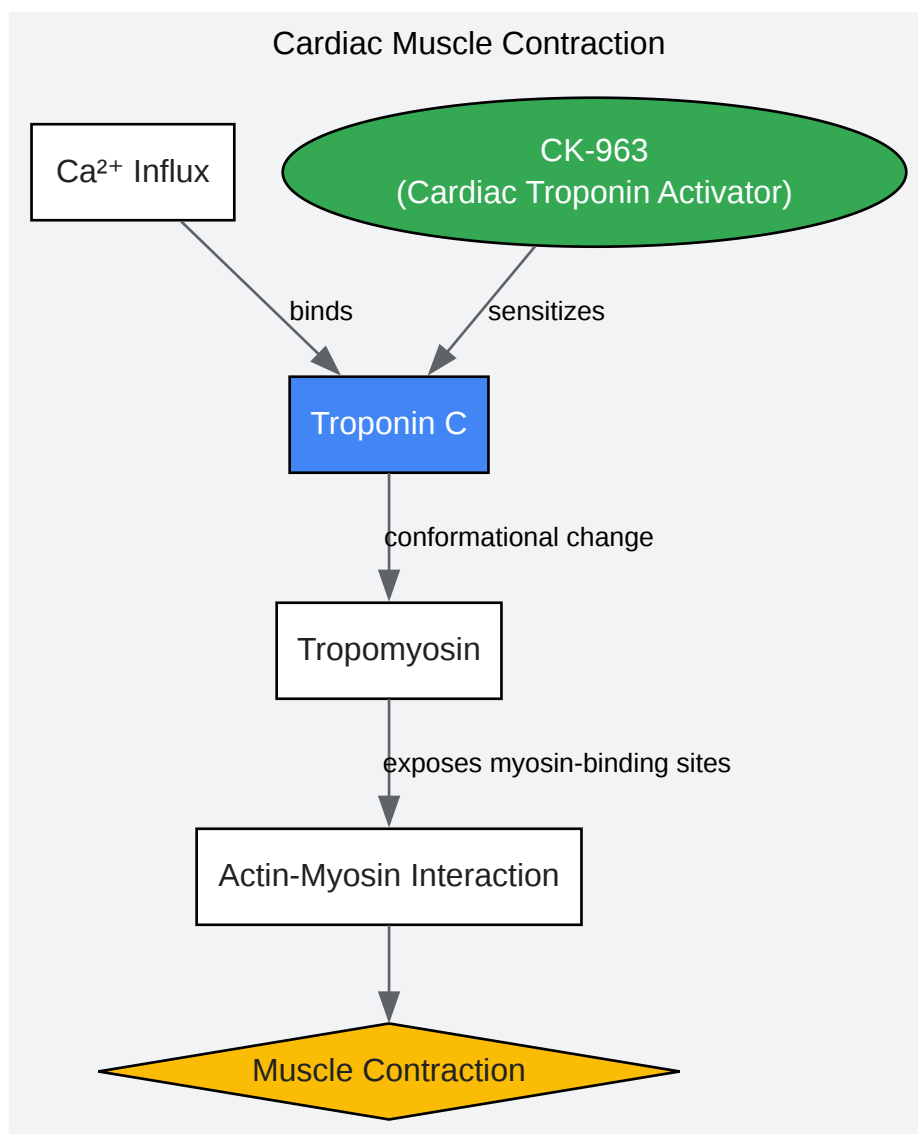 Cardiac Muscle Contraction
Ca²⁺ Influx
CK-963
(Cardiac Troponin Activator)
binds
sensitizes
Troponin C
conformational change
Tropomyosin
exposes myosin-binding sites
Actin-Myosin Interaction
Muscle Contraction